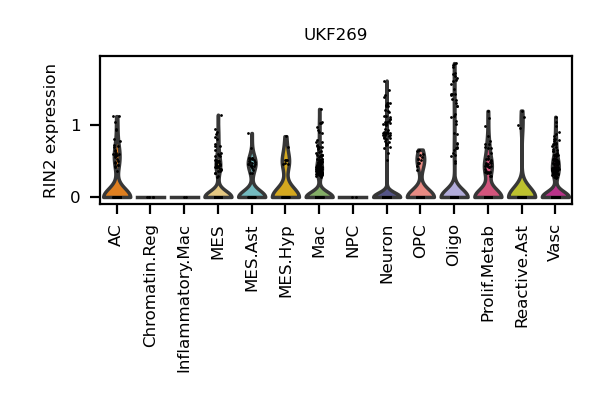 UKF269
RIN2 expression
1
0
AC
Chromatin.Reg
Inflammatory.Mac
MES
MES.Ast
MES.Hyp
Mac
NPC
Neuron
OPC
Oligo
Prolif.Metab
Reactive.Ast
Vasc